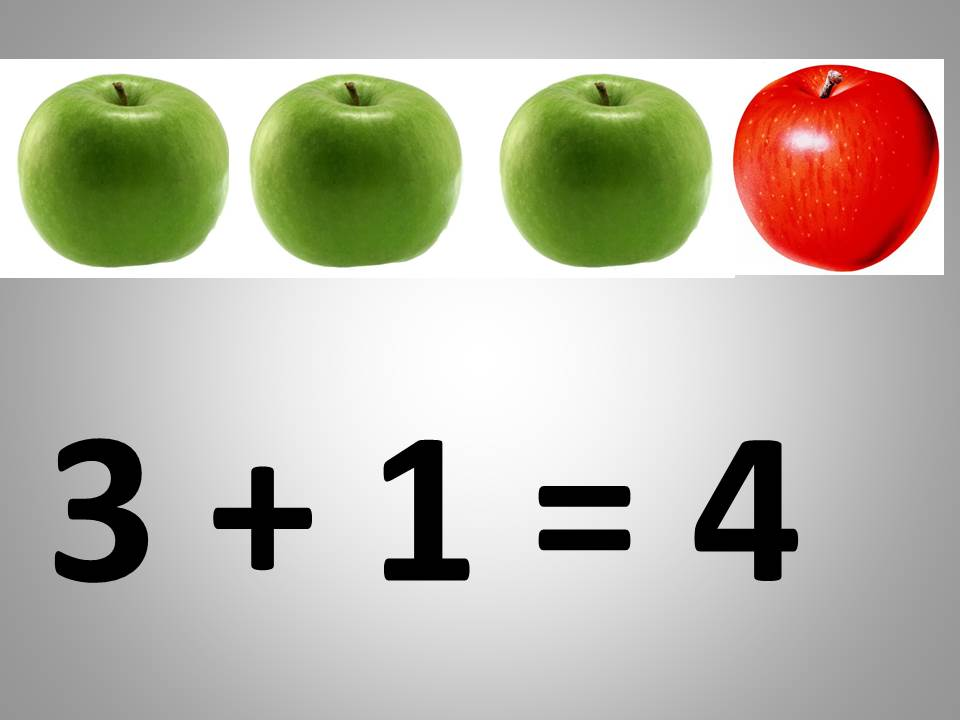 3 + 1 = 4